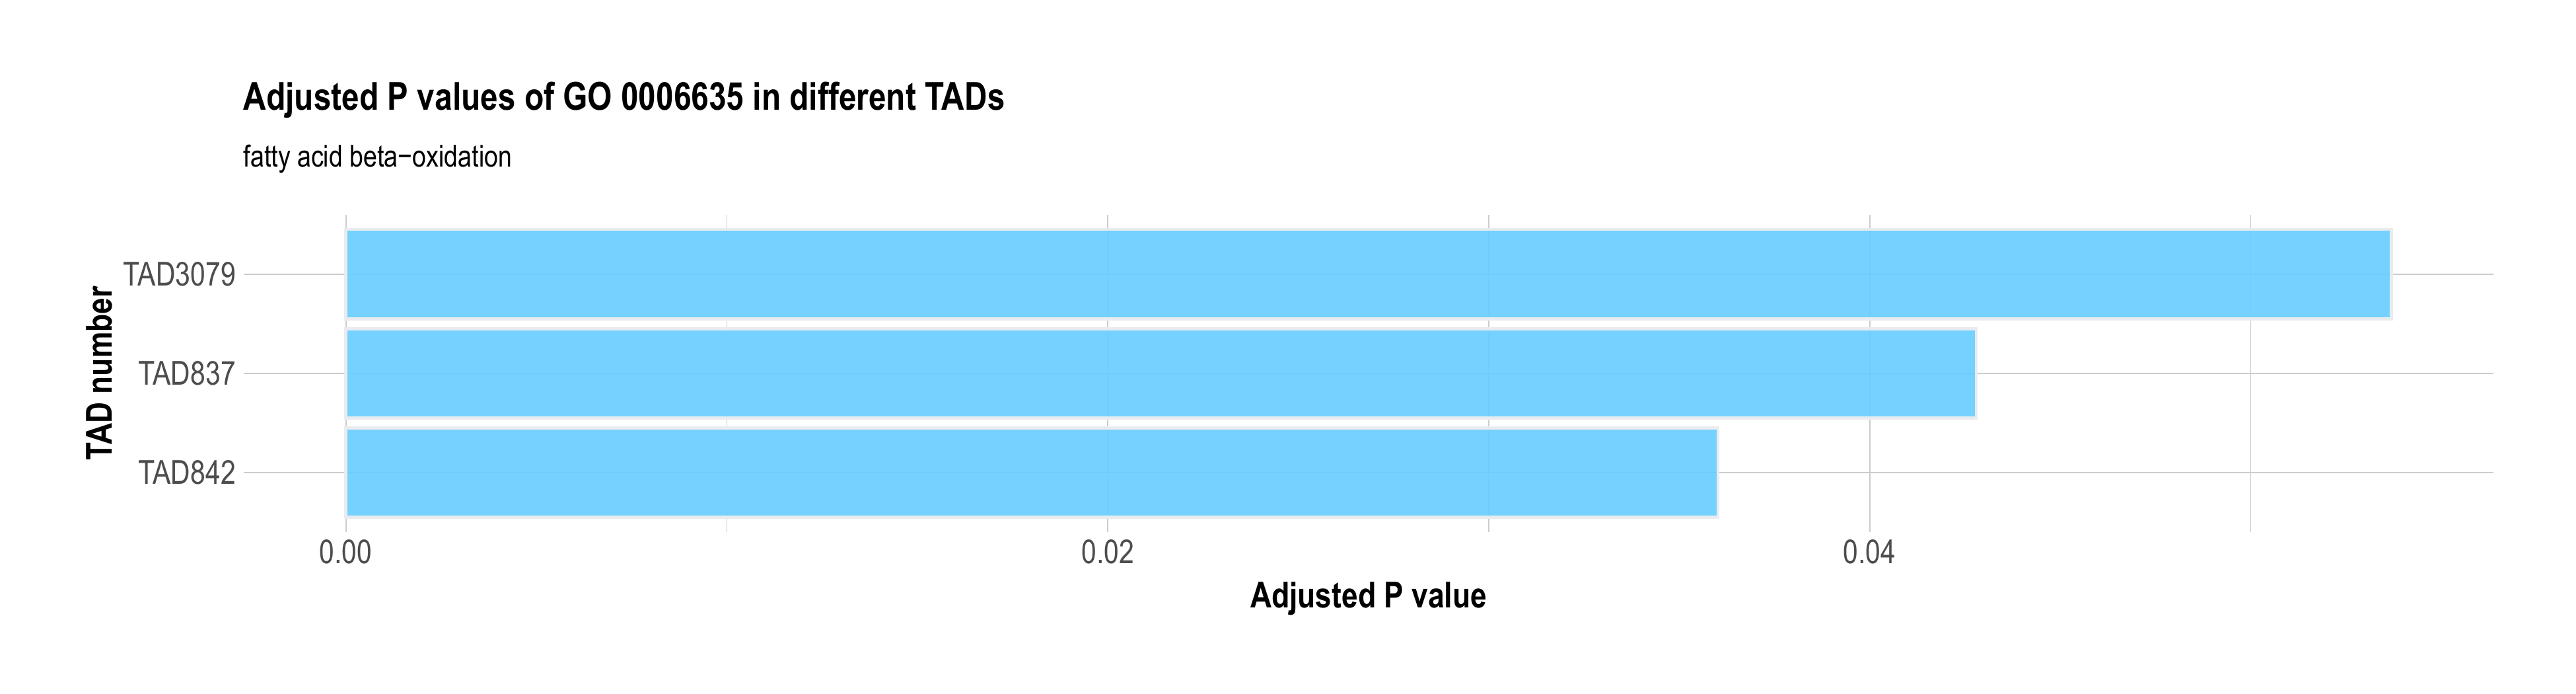 Adjusted P values of GO 0006635 in different TADs
fatty acid beta−oxidation
TAD number
TAD3079
TAD837
TAD842
0.00
0.02
0.04
Adjusted P value